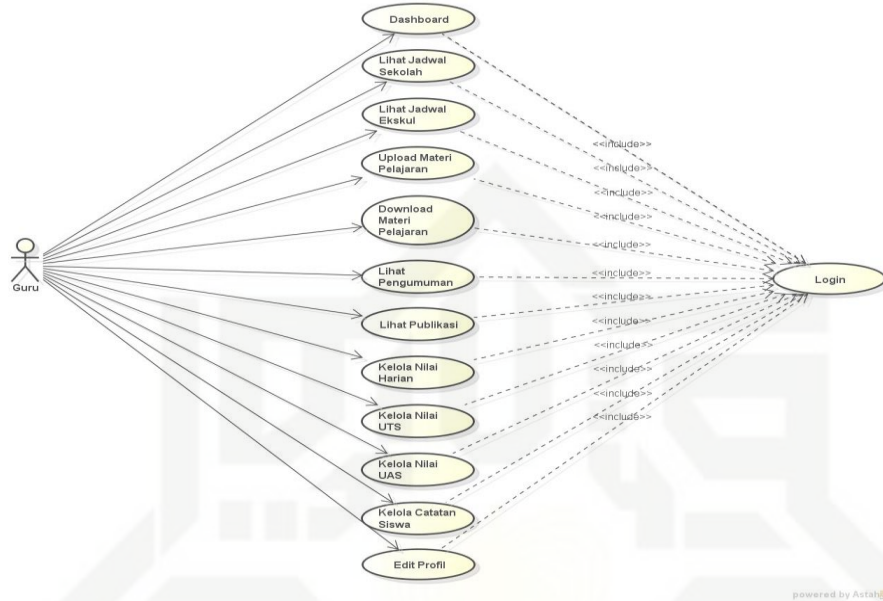 Dashboard
Lihat Jadwal
Sekolah
Lihat Jadwal
Ekskul
Upload Materi
Pelajaran
Download
Materi
Pelajaran
Lihat
Pengumuman
Lihat Publikasi
Kelola Nilai
Harian
Kelola Nilai
UTS
Kelola Nilai
UAS
Kelola Catatan
Siswa
Edit Profil
Guru
<<include>>
<<include>>
<<include>>
<<include>>
<<include>>
<<include>>
<<include>>
<<include>>
<<include>>
<<include>>
<<include>>
<<include>>
Login
powered by Astah